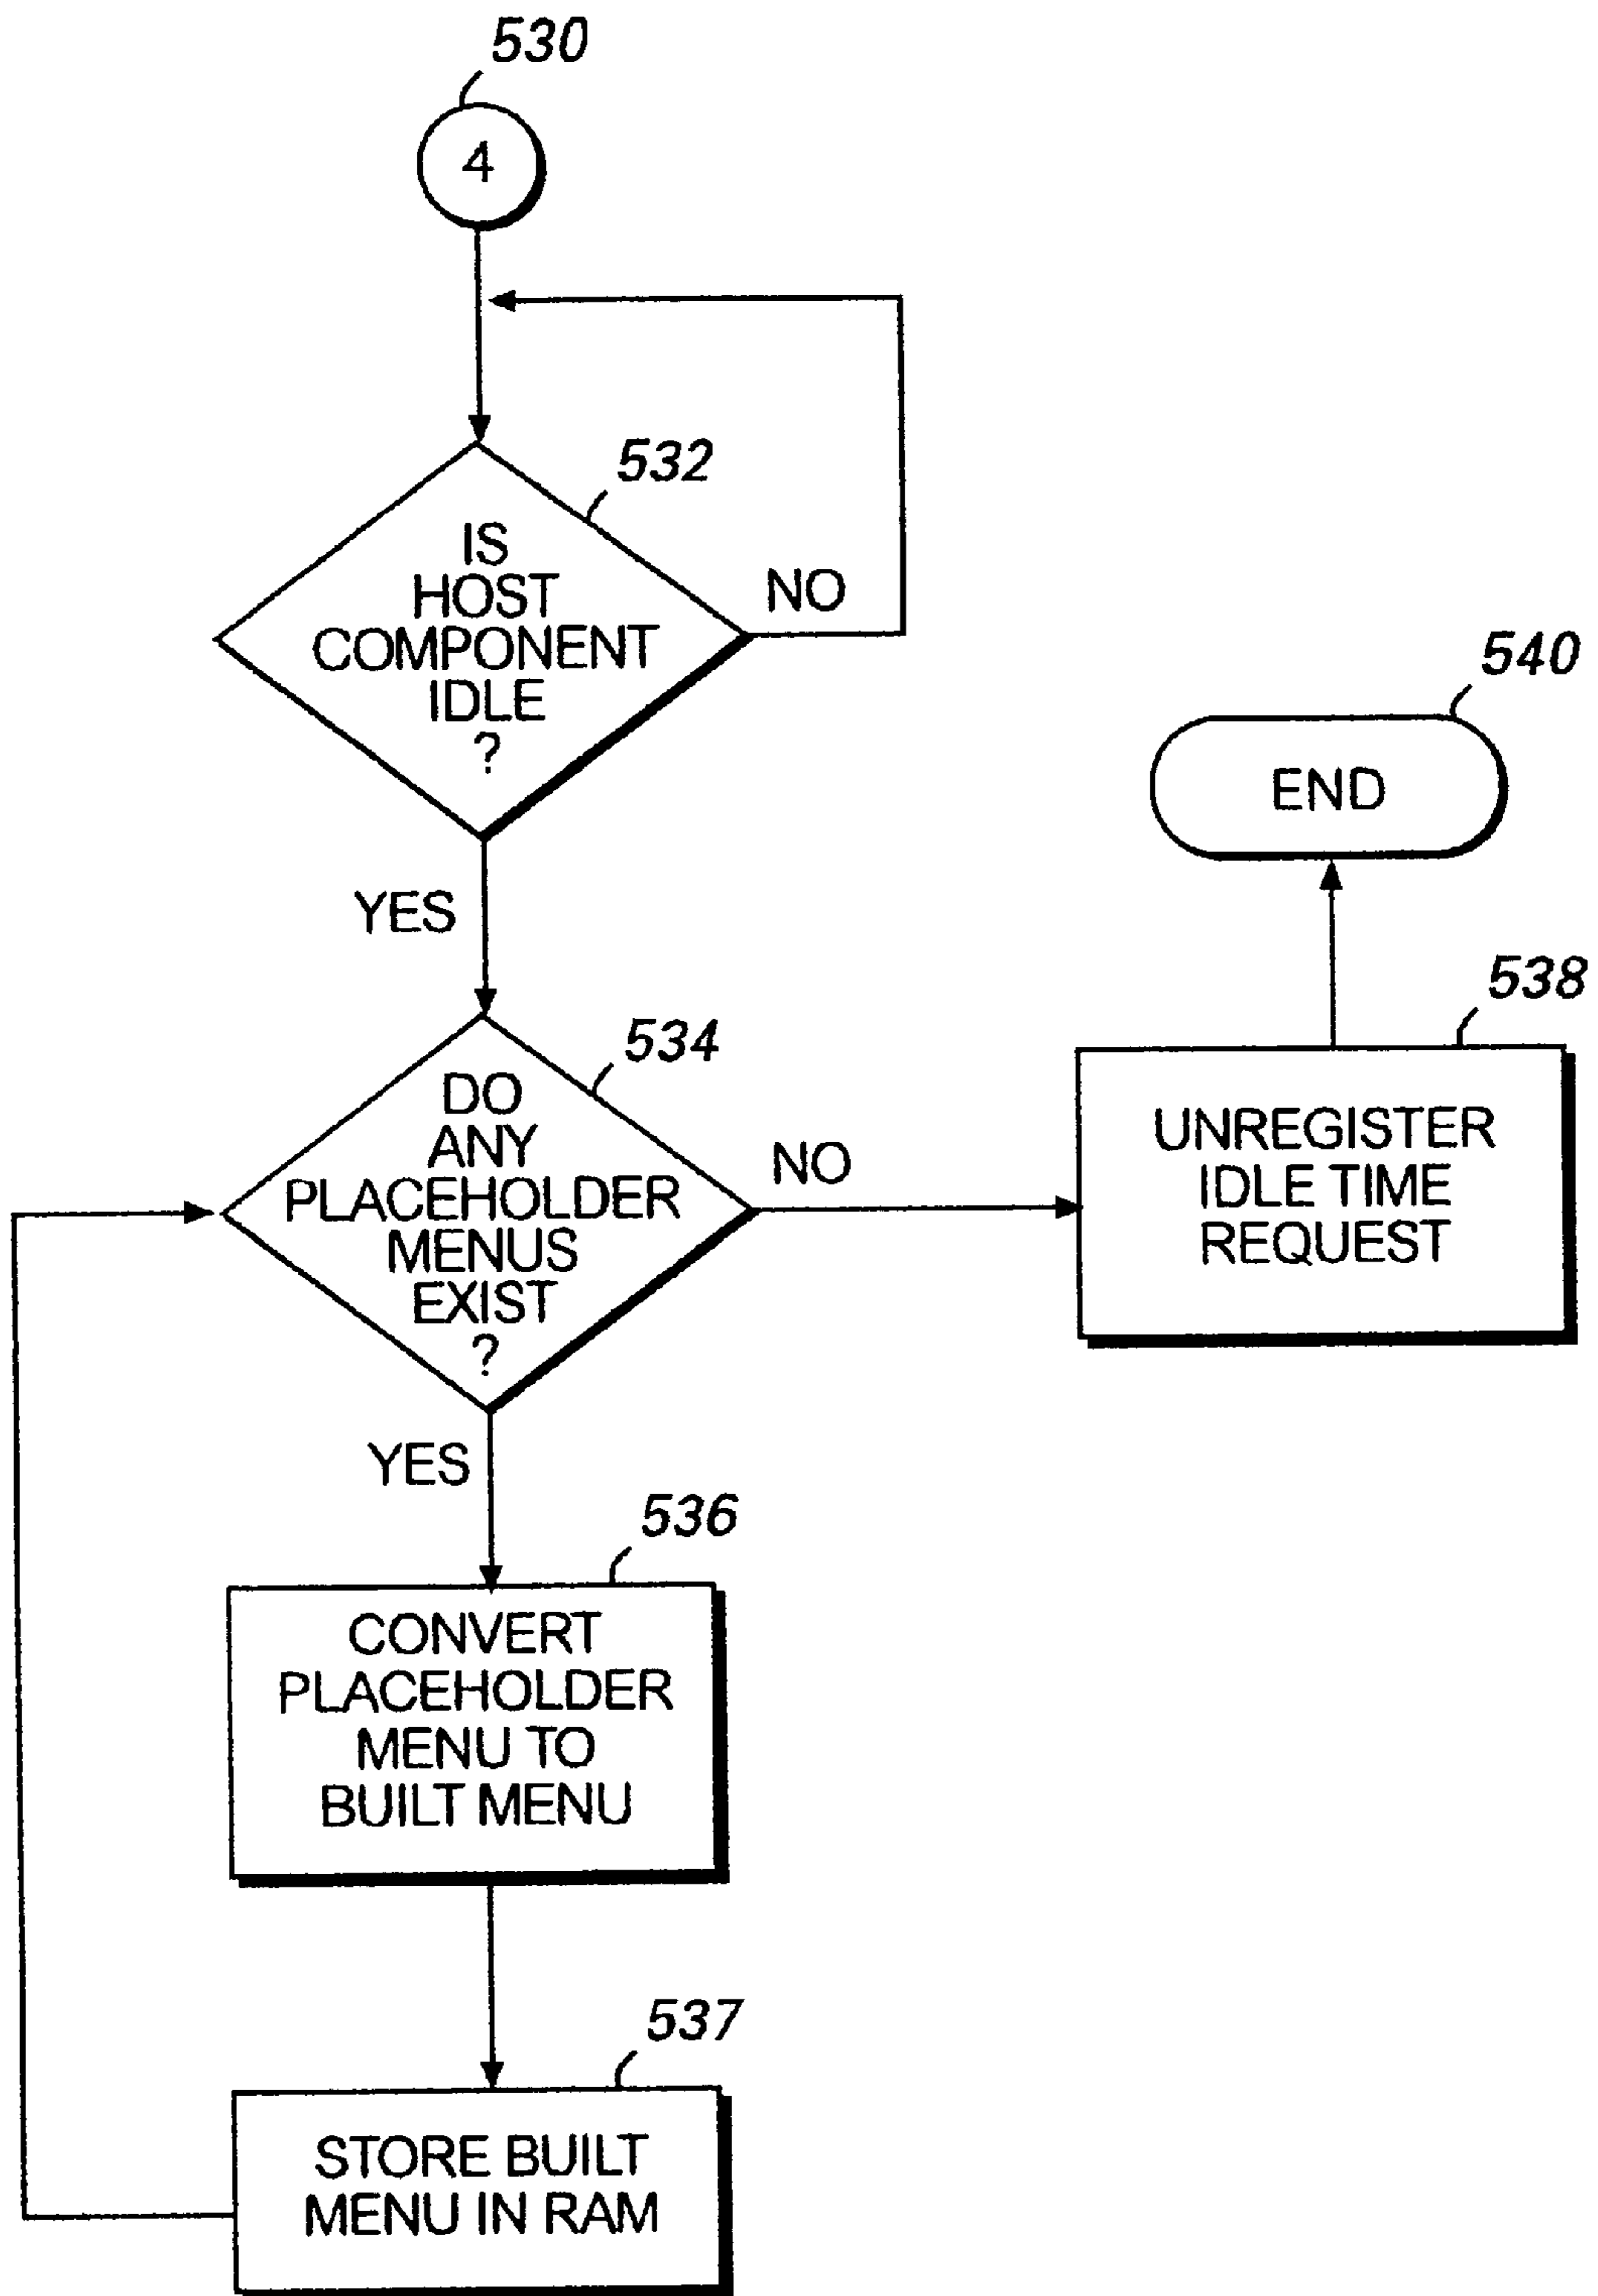 530
4
532
IS
HOST
COMPONENT
IDLE
?
NO
YES
540
END
534
DO
ANY
PLACEHOLDER
MENUS
EXIST
?
NO
538
UNREGISTER
IDLE TIME
REQUEST
YES
536
CONVERT
PLACEHOLDER
MENU TO
BUILT MENU
537
STORE BUILT
MENU IN RAM